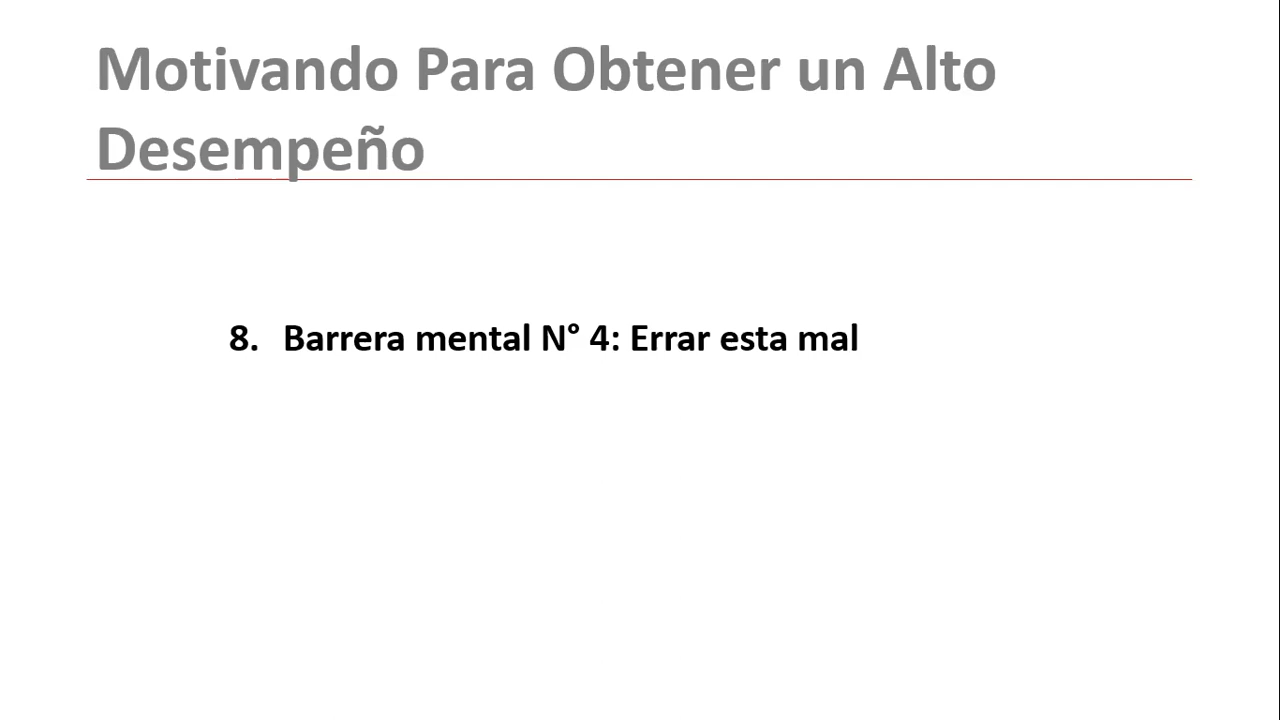 Motivando Para Obtener un Alto
Desempeño
8. Barrera mental N° 4: Errar esta mal